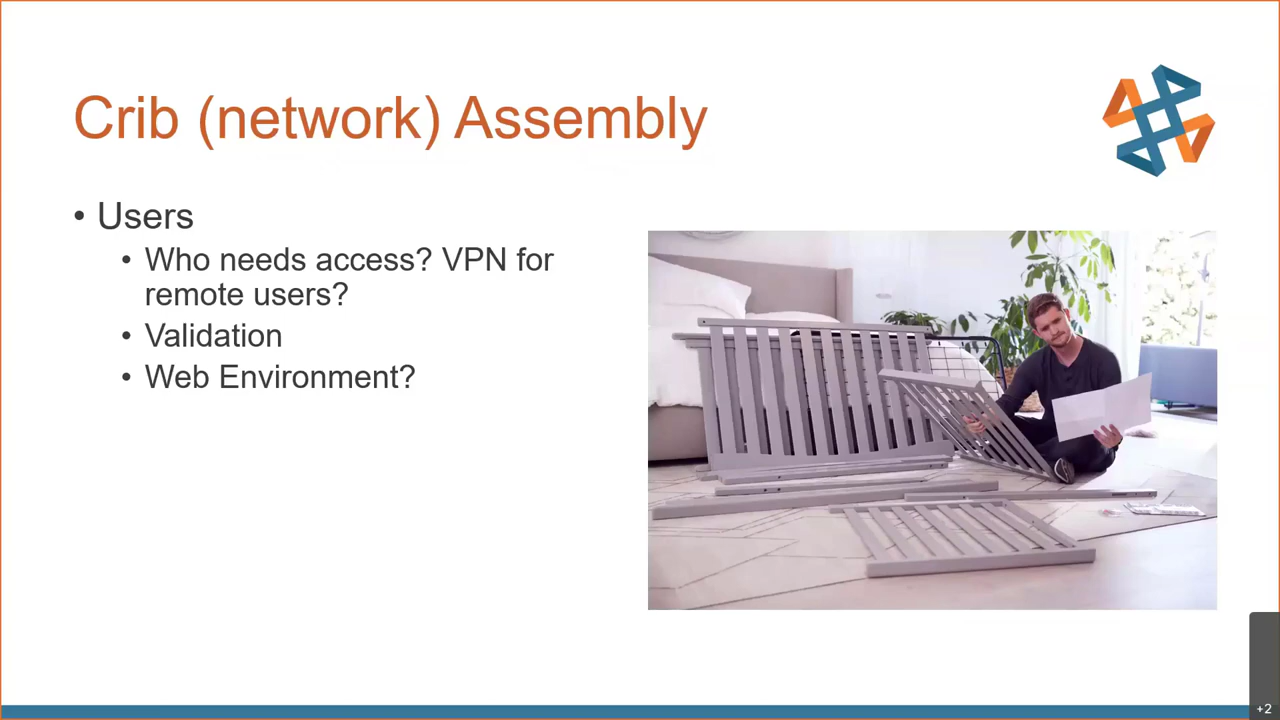 Crib (network) Assembly
• Users
• Who needs access? VPN for
remote users?
• Validation
• Web Environment?
+2